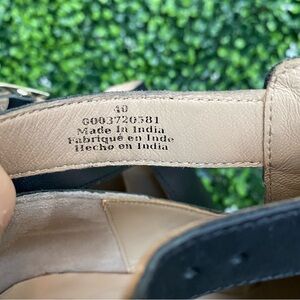 40
G003720581
Made in India
Fabriqué en Inde
Hecho en India